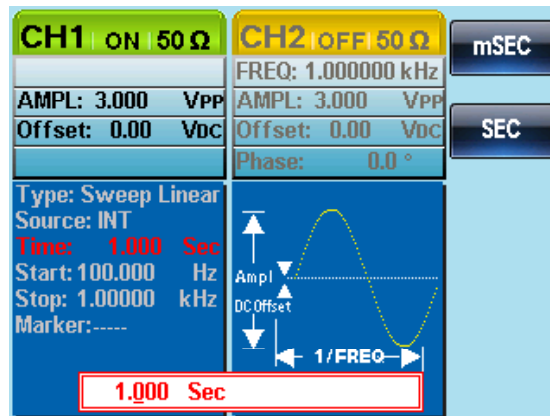 CH1 ON 50 Ω
AMPL: 3.000 VPP
Offset: 0.00 VDC
CH2 OFF 50 Ω
FREQ: 1.000000 kHz
AMPL: 3.000 VPP
Offset: 0.00 VDC
Phase: 0.0 °
mSEC
SEC
Type: Sweep Linear
Source: INT
Time: 1.000 Sec
Start: 100.000 Hz
Stop: 1.00000 kHz
Marker:-----
Ampl
DC Offset
1/FREQ
1.000 Sec